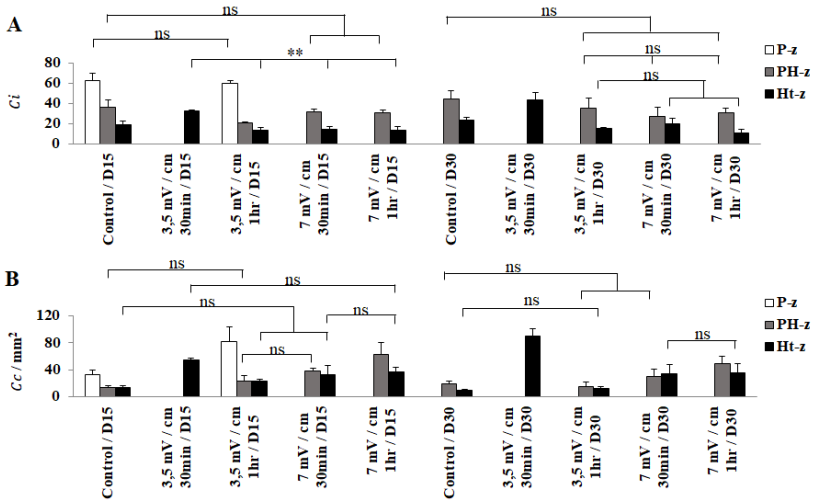 A
ns
ns
ns
ns
ns
**
ns
P-z
PH-z
Ht-z
Ci
80
60
40
20
0
Control / D15
3,5 mV / cm
30min / D15
3,5 mV / cm
1hr / D15
7 mV / cm
30min / D15
7 mV / cm
1hr / D15
Control / D30
3,5 mV / cm
30min / D30
3,5 mV / cm
1hr / D30
7 mV / cm
30min / D30
7 mV / cm
1hr / D30
B
ns
ns
ns
ns
ns
ns
ns
ns
ns
P-z
PH-z
Ht-z
Cc / mm²
120
80
40
0
Control / D15
3,5 mV / cm
30min / D15
3,5 mV / cm
1hr / D15
7 mV / cm
30min / D15
7 mV / cm
1hr / D15
Control / D30
3,5 mV / cm
30min / D30
3,5 mV / cm
1hr / D30
7 mV / cm
30min / D30
7 mV / cm
1hr / D30